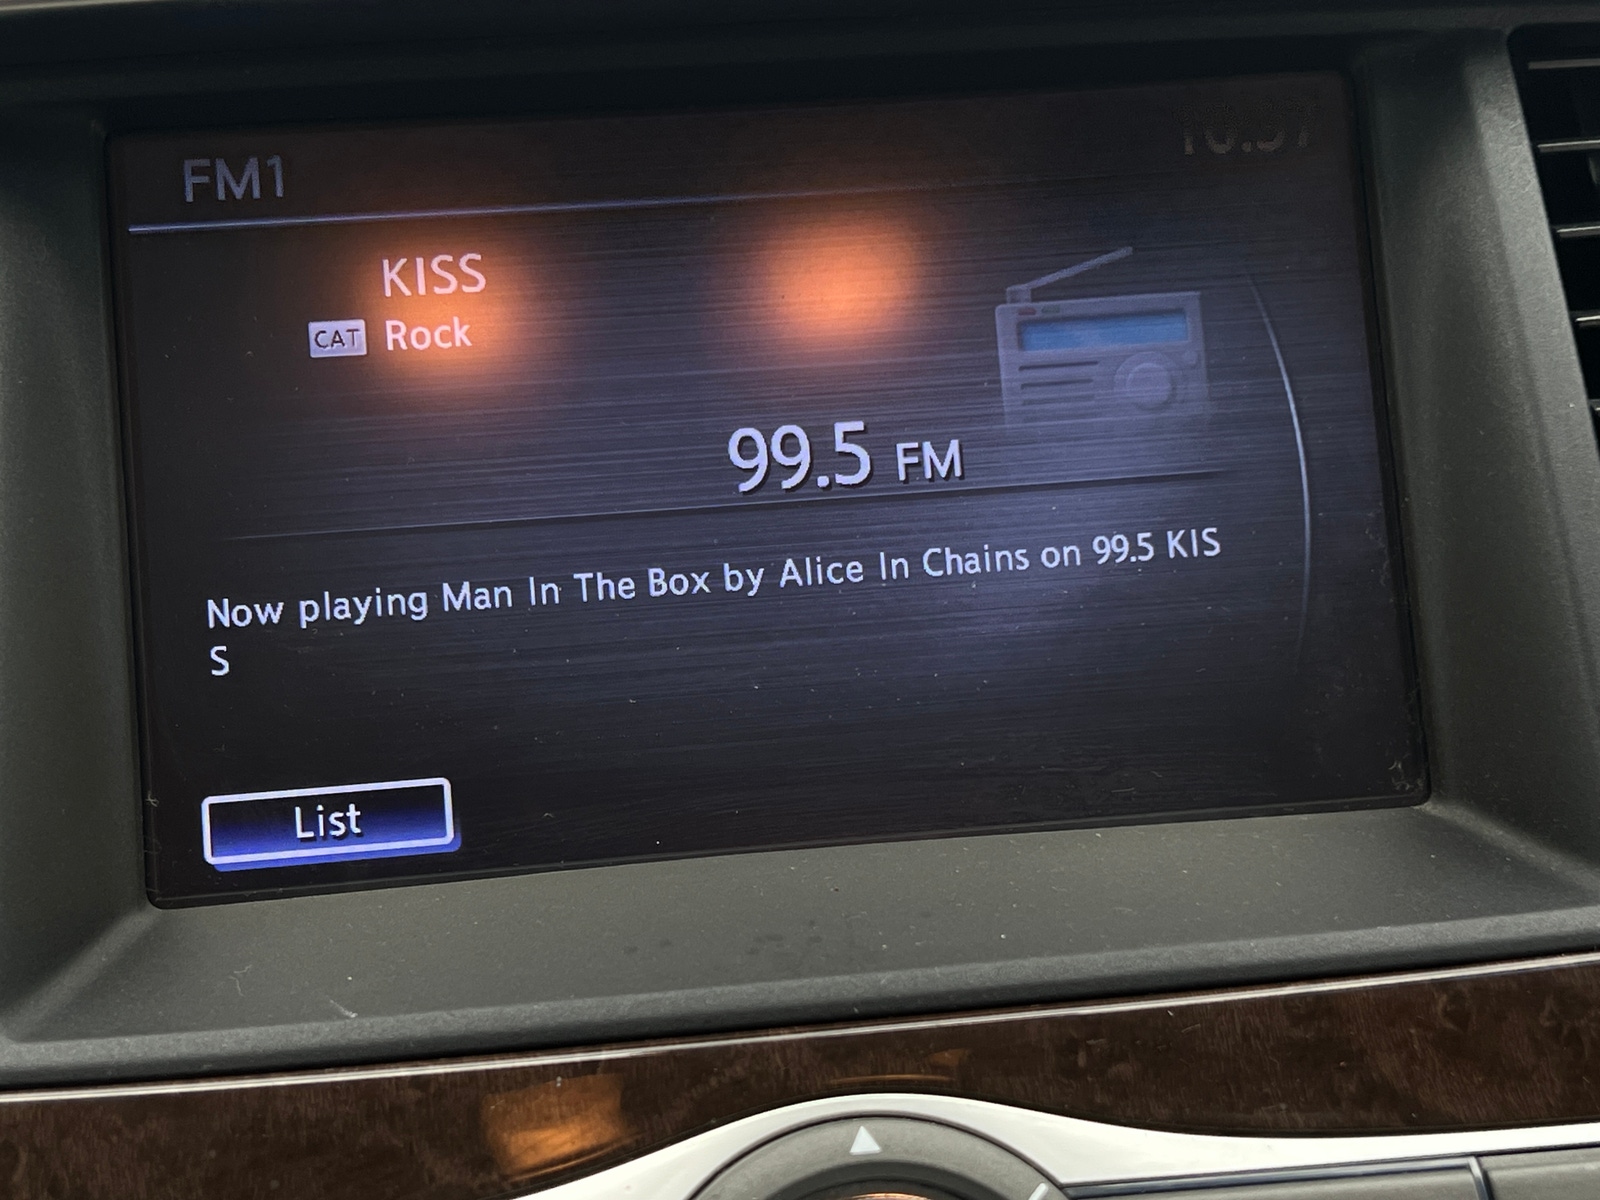 FM1
KISS
CAT Rock
99.5 FM
Now playing Man In The Box by Alice In Chains on 99.5 KIS
S
List